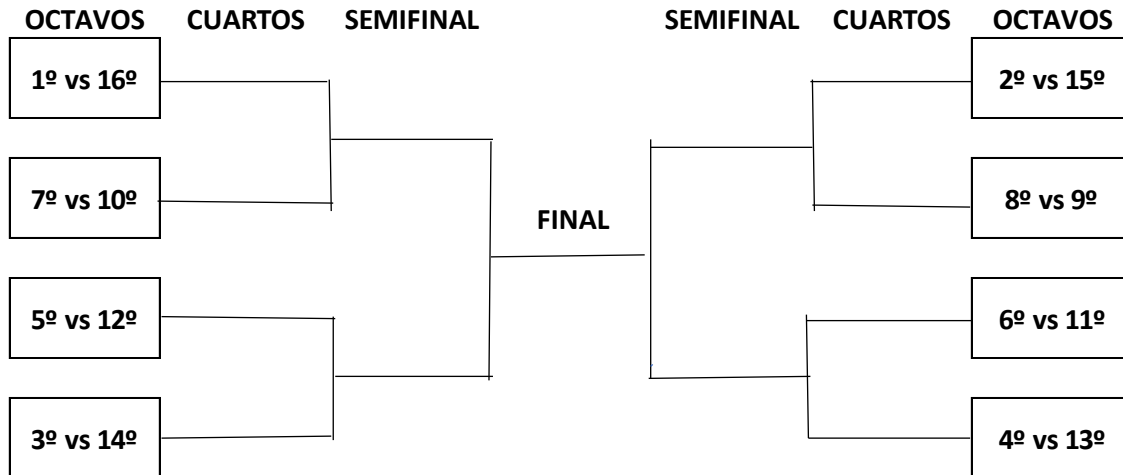 OCTAVOS CUARTOS SEMIFINAL SEMIFINAL CUARTOS OCTAVOS
1º vs 16º 2º vs 15º
7º vs 10º 8º vs 9º
FINAL
5º vs 12º 6º vs 11º
3º vs 14º 4º vs 13º